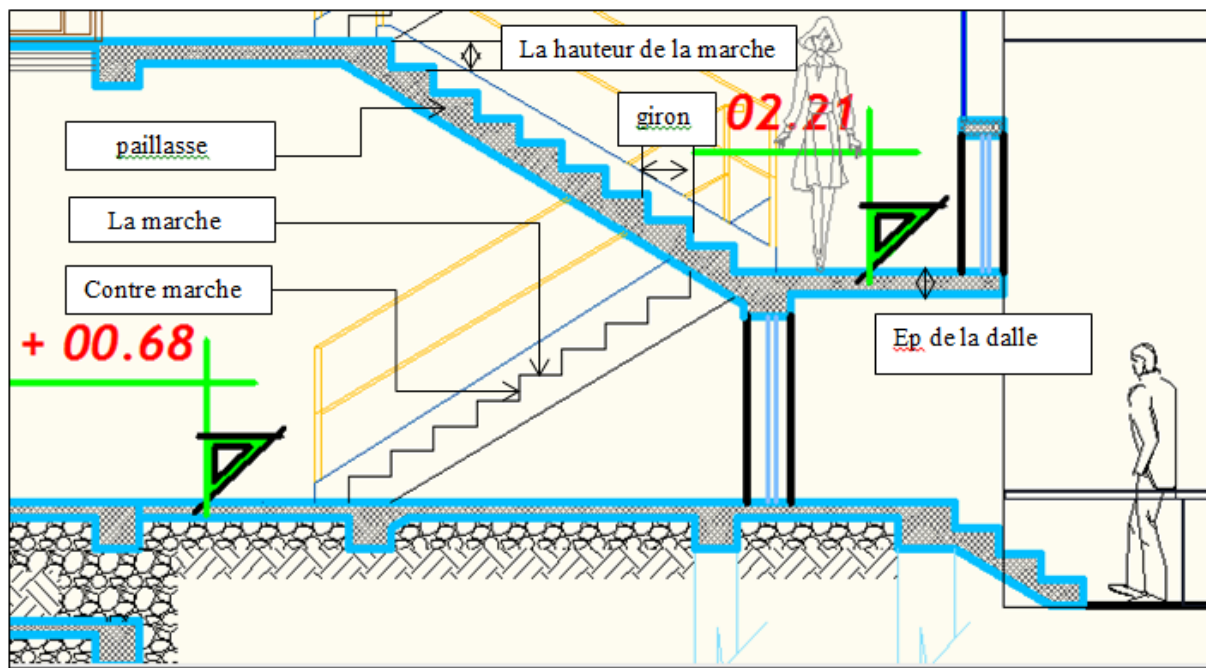 La hauteur de la marche
giron
02.21
paillasse
La marche
Contre marche
+ 00.68
Ep de la dalle